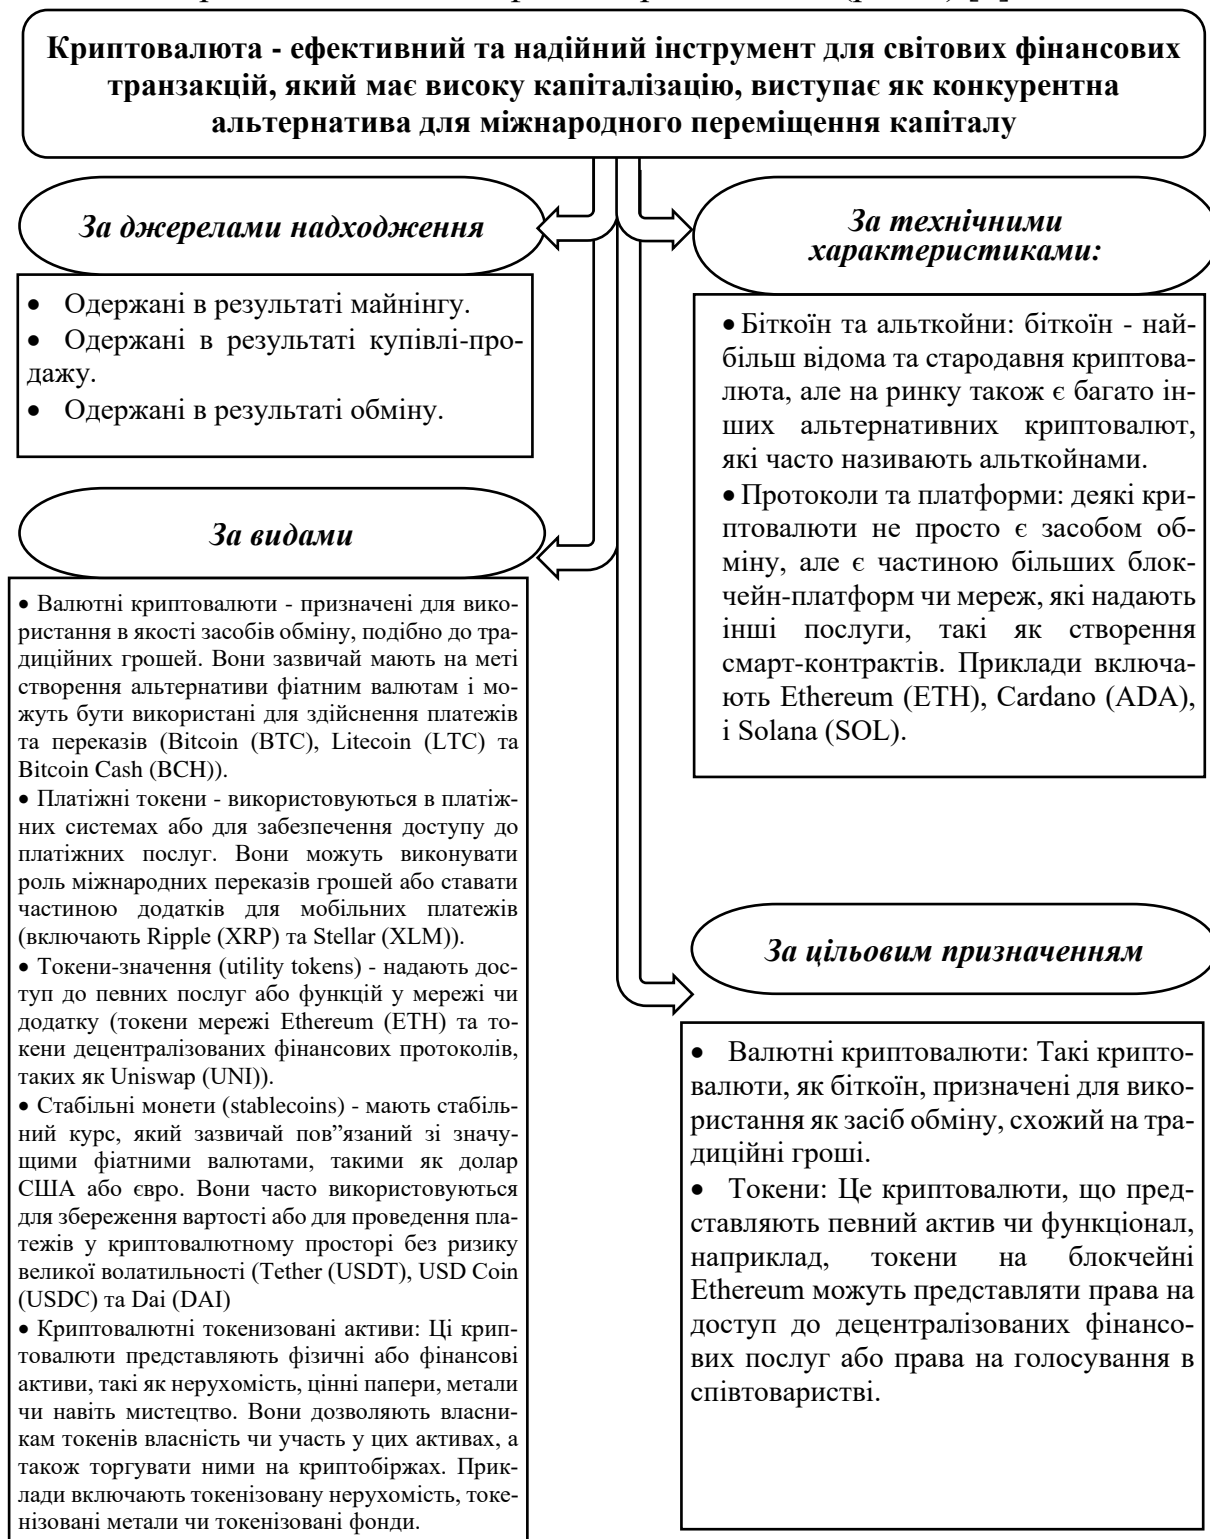 Криптовалюта - ефективний та надійний інструмент для світових фінансових
транзакцій, який має високу капіталізацію, виступає як конкурентна
альтернатива для міжнародного переміщення капіталу
За джерелами надходження
• Одержані в результаті майнінгу.
• Одержані в результаті купівлі-про-
дажу.
• Одержані в результаті обміну.
За видами
• Валютні криптовалюти - призначені для вико-
ристання в якості засобів обміну, подібно до тра-
диційних грошей. Вони зазвичай мають на меті
створення альтернативи фіатним валютам і мо-
жуть бути використані для здійснення платежів
та переказів (Bitcoin (BTC), Litecoin (LTC) та
Bitcoin Cash (BCH)).
• Платіжні токени - використовуються в платіж-
них системах або для забезпечення доступу до
платіжних послуг. Вони можуть виконувати
роль міжнародних переказів грошей або ставати
частиною додатків для мобільних платежів
(включають Ripple (XRP) та Stellar (XLM)).
• Токени-значення (utility tokens) - надають дос-
туп до певних послуг або функцій у мережі чи
додатку (токени мережі Ethereum (ETH) та то-
кени децентралізованих фінансових протоколів,
таких як Uniswap (UNI)).
• Стабільні монети (stablecoins) - мають стабіль-
ний курс, який зазвичай пов”язаний зі значу-
щими фіатними валютами, такими як долар
США або євро. Вони часто використовуються
для збереження вартості або для проведення пла-
тежів у криптовалютному просторі без ризику
великої волатильності (Tether (USDT), USD Coin
(USDC) та Dai (DAI)
• Криптовалютні токенизовані активи: Ці крип-
товалюти представляють фізичні або фінансові
активи, такі як нерухомість, цінні папери, метали
чи навіть мистецтво. Вони дозволяють власни-
кам токенів власність чи участь у цих активах, а
також торгувати ними на криптобіржах. Прик-
лади включають токенізовану нерухомість, токе-
нізовані метали чи токенізовані фонди.
За технічними
характеристиками:
• Біткоїн та альткойни: біткоїн - най-
більш відома та стародавня криптова-
люта, але на ринку також є багато ін-
ших альтернативних криптовалют,
які часто називають альткойнами.
• Протоколи та платформи: деякі кри-
птовалюти не просто є засобом об-
міну, але є частиною більших блок-
чейн-платформ чи мереж, які надають
інші послуги, такі як створення
смарт-контрактів. Приклади включа-
ють Ethereum (ETH), Cardano (ADA),
і Solana (SOL).
За цільовим призначенням
• Валютні криптовалюти: Такі крипто-
валюти, як біткоїн, призначені для вико-
ристання як засіб обміну, схожий на тра-
диційні гроші.
• Токени: Це криптовалюти, що пред-
ставляють певний актив чи функціонал,
наприклад, токени на блокчейні
Ethereum можуть представляти права на
доступ до децентралізованих фінансо-
вих послуг або права на голосування в
співтоваристві.